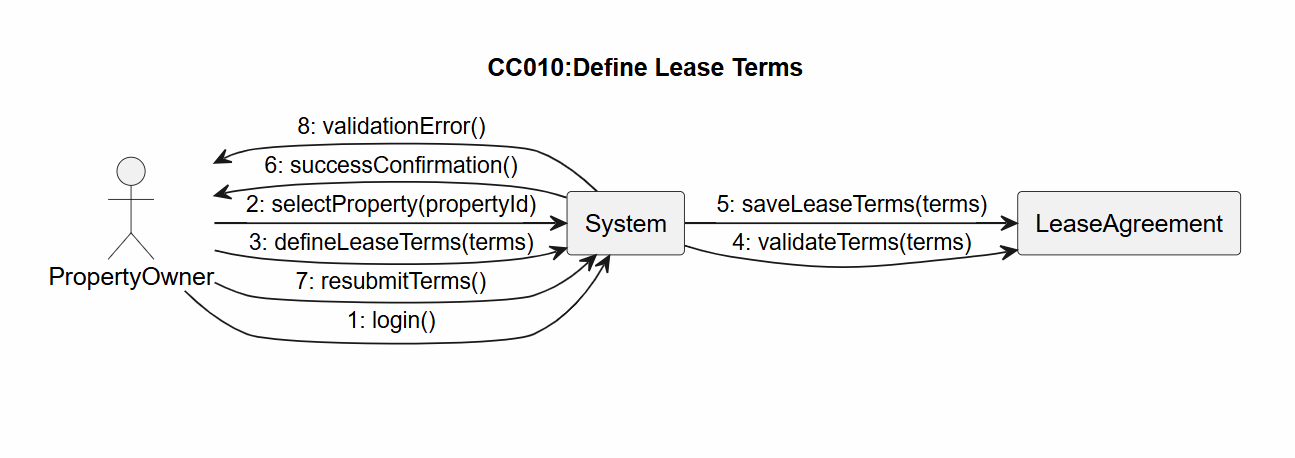 CC010:Define Lease Terms
8: validationError()
6: successConfirmation()
2: selectProperty(propertyId)
3: defineLeaseTerms(terms)
7: resubmitTerms()
1: login()
PropertyOwner
System
5: saveLeaseTerms(terms)
4: validateTerms(terms)
LeaseAgreement